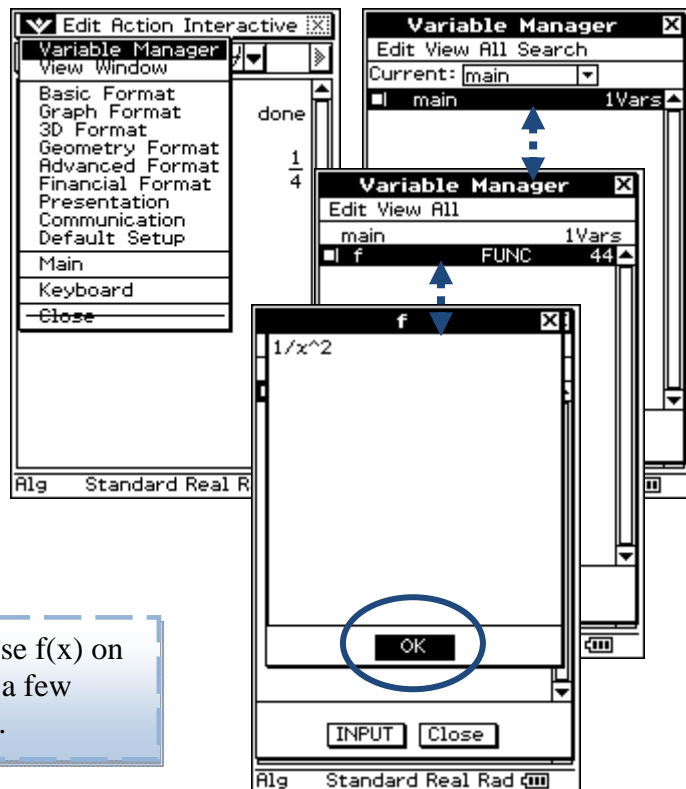 Edit Action Interactive
Variable Manager
View Window
Basic Format
Graph Format
3D Format
Geometry Format
Advanced Format
Financial Format
Presentation
Communication
Default Setup
Main
Keyboard
Close
done
1
4
Alg Standard Real R
Variable Manager
Edit View All Search
Current: main
main 1Vars
Variable Manager
Edit View All
main 1Vars
f FUNC 44
f
1/x^2
OK
INPUT Close
Alg Standard Real Rad
se f(x) on
a few
.